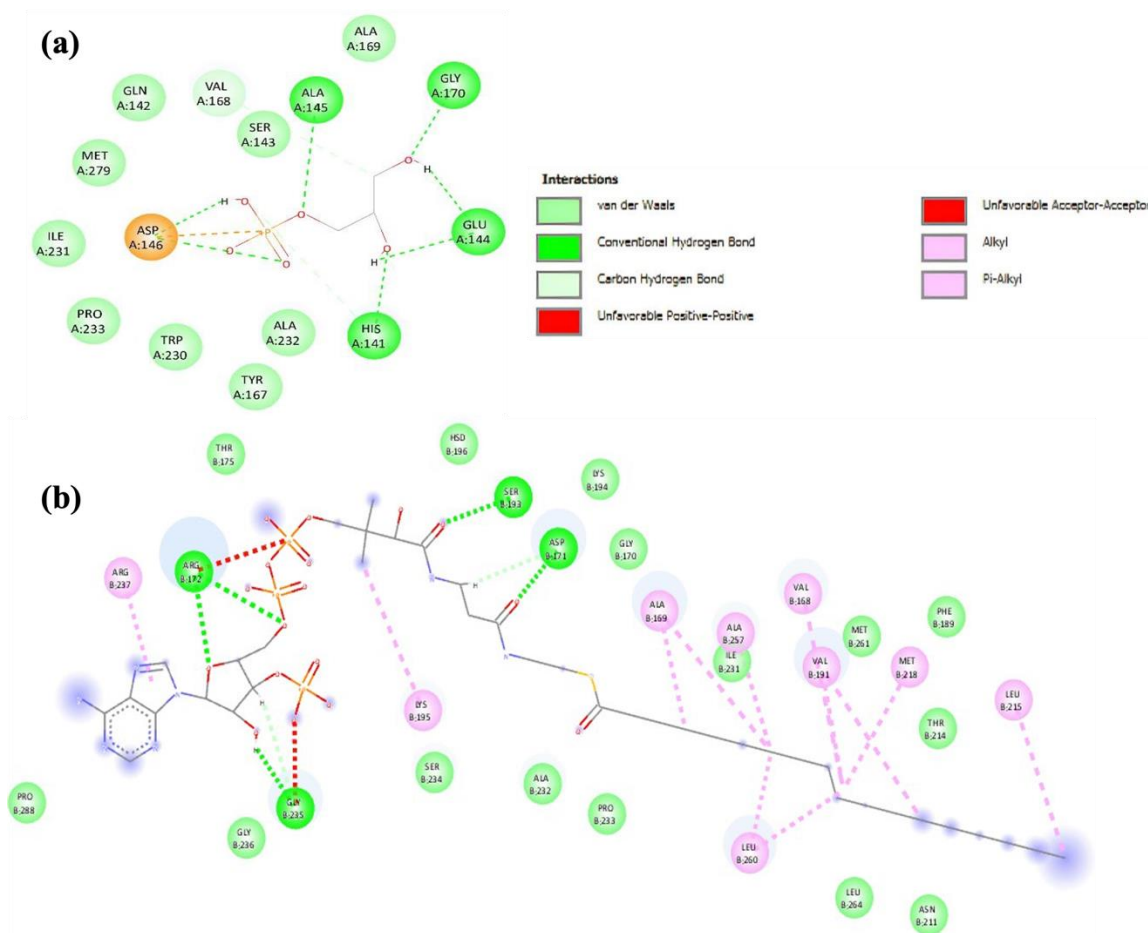 (a)
ALA
A:169
GLN
A:142
VAL
A:168
ALA
A:145
GLY
A:170
SER
A:143
MET
A:279
H
O
O
H
P
O
O
O
O
H
ASP
A:146
GLU
A:144
ILE
A:231
PRO
A:233
TRP
A:230
ALA
A:232
HIS
A:141
TYR
A:167
Interactions
van der Waals
Conventional Hydrogen Bond
Carbon Hydrogen Bond
Unfavorable Positive-Positive
Unfavorable Acceptor-Acceptor
Alkyl
Pi-Alkyl
(b)
THR
B:175
HSD
B:196
SER
B:193
LYS
B:194
ASP
B:171
GLY
B:170
ARG
B:172
ARG
B:237
ALA
B:169
VAL
B:168
ALA
B:257
ILE
B:231
MET
B:261
PHE
B:189
VAL
B:191
MET
B:218
LEU
B:215
LYS
B:195
THR
B:214
SER
B:234
ALA
B:232
PRO
B:233
GLY
B:235
PRO
B:288
GLY
B:236
LEU
B:260
LEU
B:264
ASN
B:211